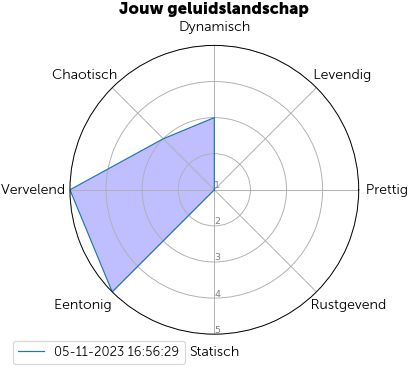 Jouw geluidslandschap
Dynamisch
Chaotisch
Levendig
Vervelend
Prettig
1
2
3
4
5
Eentonig
Rustgevend
05-11-2023 16:56:29
Statisch